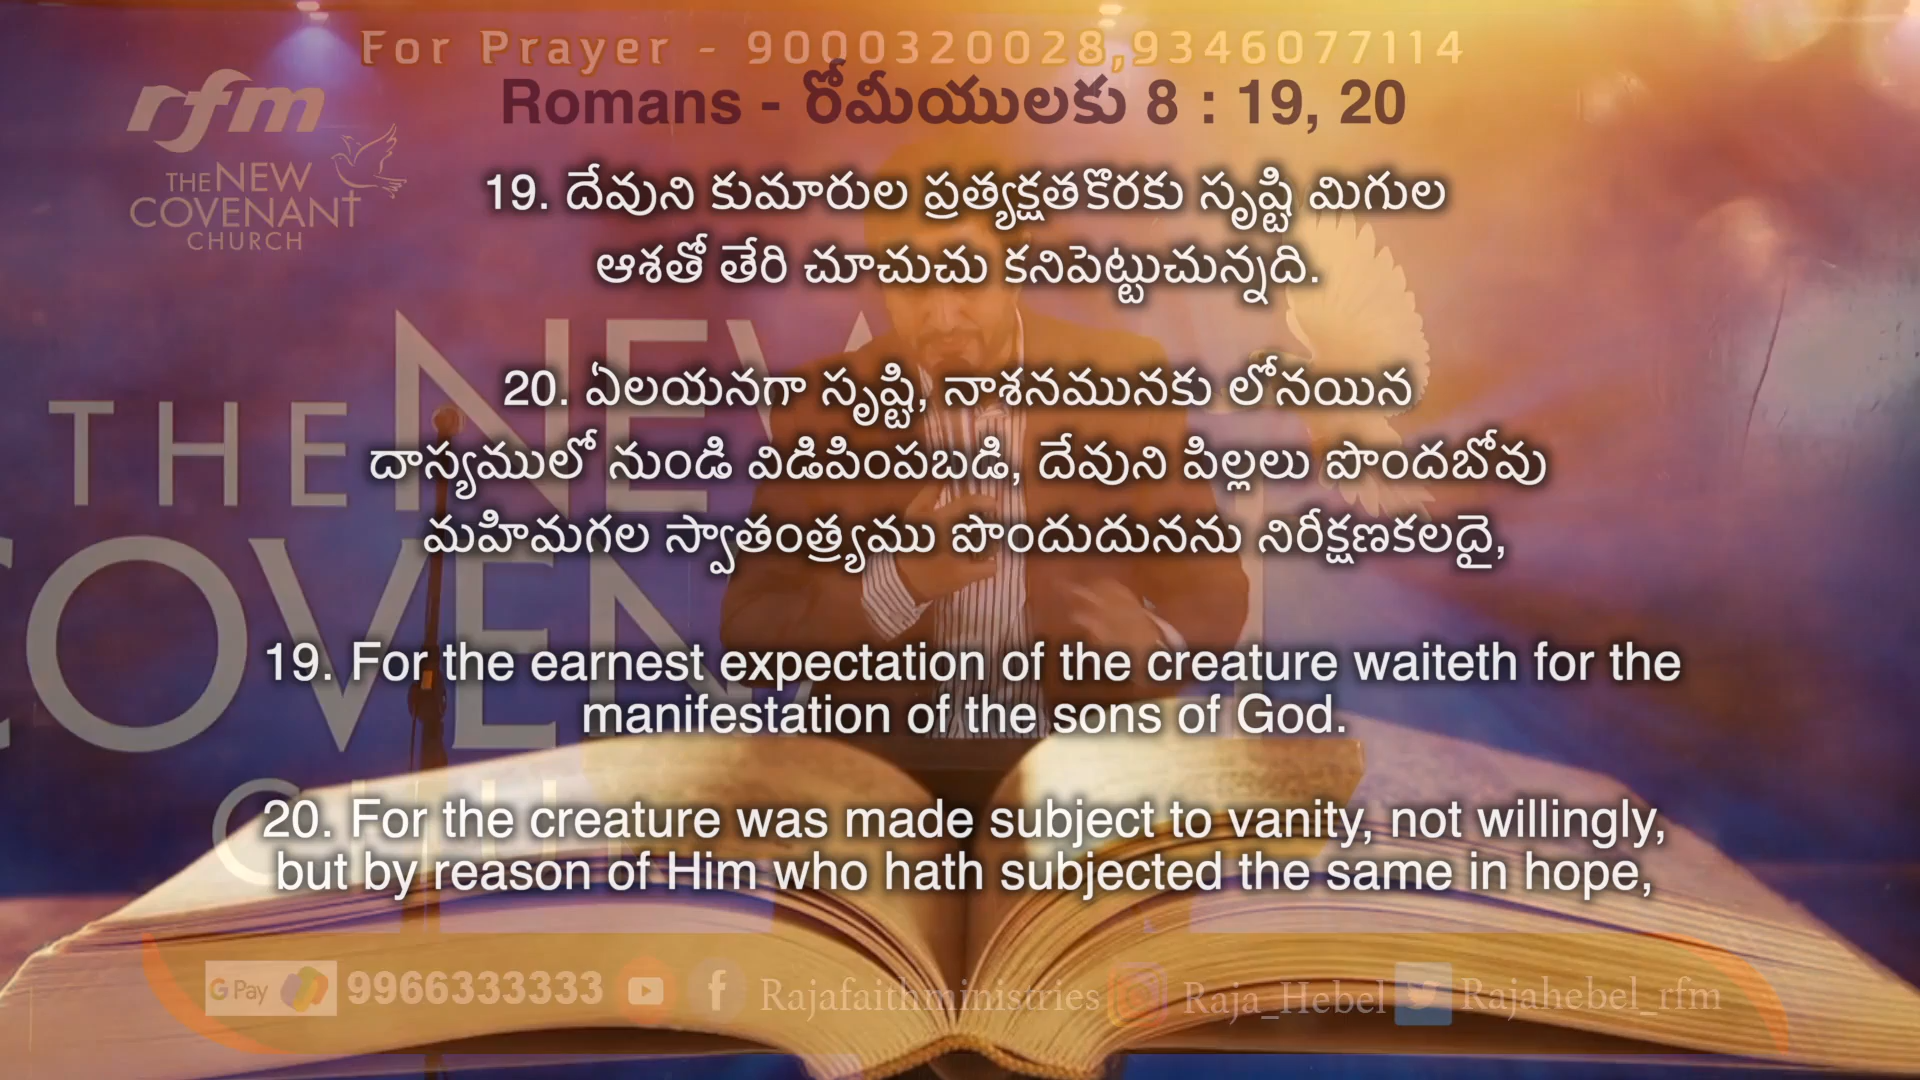 For Prayer - 9000320028,9346077114
rfm
THE NEW
COVENANT
CHURCH
Romans - రోమీయులకు 8 : 19, 20
19. దేవుని కుమారుల ప్రత్యక్షతకొరకు సృష్టి మిగుల
ఆశతో తేరి చూచుచు కనిపెట్టుచున్నది.
20. ఏలయనగా సృష్టి, నాశనమునకు లోనయిన
దాస్యములో నుండి విడిపింపబడి, దేవుని పిల్లలు పొందబోవు
మహిమగల స్వాతంత్ర్యము పొందుదునను నిరీక్షణకలదై,
19. For the earnest expectation of the creature waiteth for the
manifestation of the sons of God.
20. For the creature was made subject to vanity, not willingly,
but by reason of Him who hath subjected the same in hope,
THE NEW
COVEN
CHU
G Pay 9966333333 Rajafaithministries Raja_Hebel Rajahebel_rfm